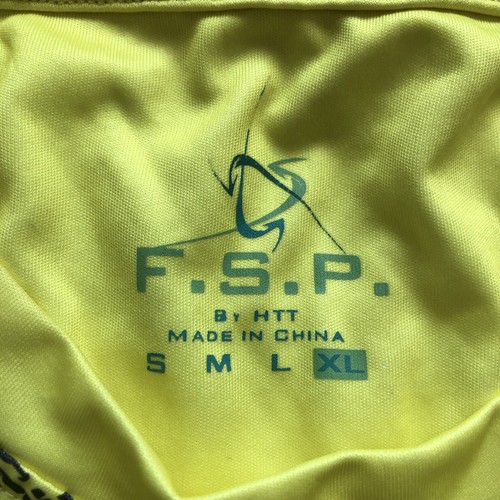 F.S.P.
By HTT
MADE IN CHINA
S M L XL